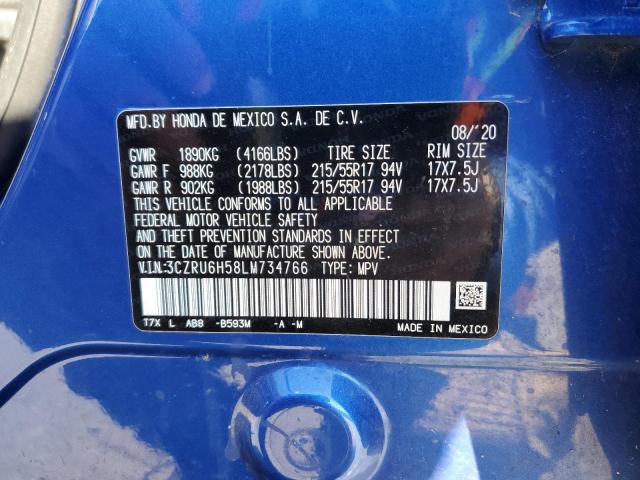 MFD.BY HONDA DE MEXICO S.A. DE C.V.
08/'20
GVWR 1890KG (4166LBS) TIRE SIZE RIM SIZE
GAWR F 988KG (2178LBS) 215/55R17 94V 17X7.5J
GAWR R 902KG (1988LBS) 215/55R17 94V 17X7.5J
THIS VEHICLE CONFORMS TO ALL APPLICABLE
FEDERAL MOTOR VEHICLE SAFETY
AND THEFT PREVENTION STANDARDS IN EFFECT
ON THE DATE OF MANUFACTURE SHOWN ABOVE.
V.I.N:3CZRU6H58LM734766 TYPE: MPV
T7X L AB8 -B593M -A -M MADE IN MEXICO